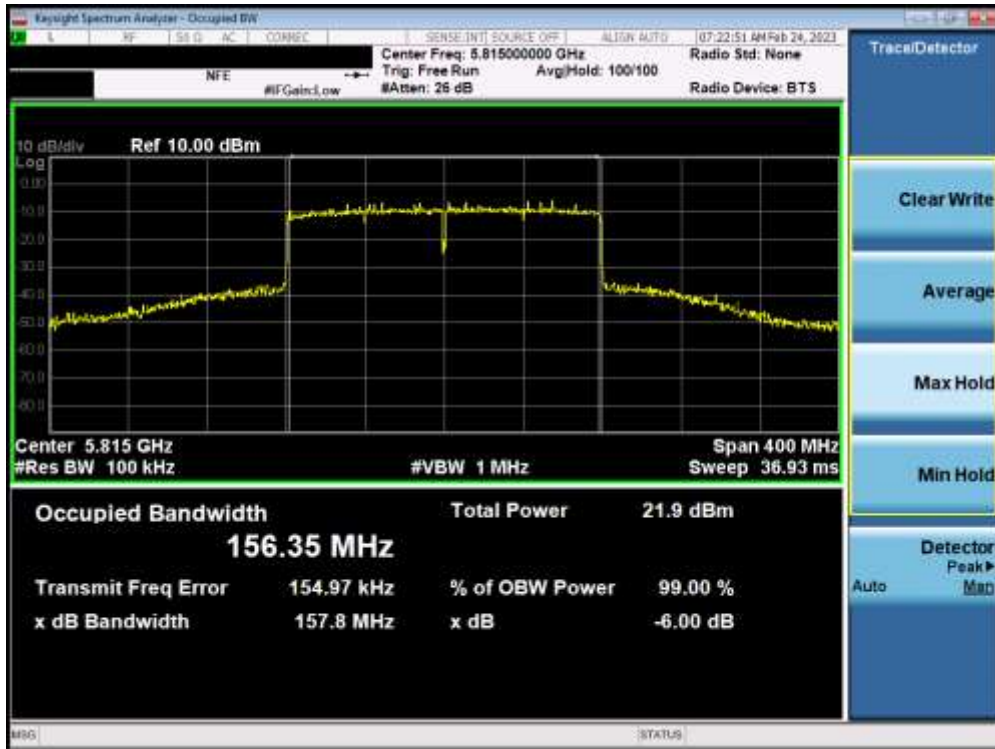 Keysight Spectrum Analyzer - Occupied BW
L RF 50 Ω AC CORREC SENSE:INT SOURCE OFF ALIGN AUTO 07:22:51 AM Feb 24, 2023
Center Freq: 5.815000000 GHz Radio Std: None
NFE Trig: Free Run Avg|Hold: 100/100
#IFGain:Low #Atten: 26 dB Radio Device: BTS
Trace/Detector
10 dB/div Ref 10.00 dBm
Log
0.00
-10.0
-20.0
-30.0
-40.0
-50.0
-60.0
-70.0
-80.0
Center 5.815 GHz Span 400 MHz
#Res BW 100 kHz #VBW 1 MHz Sweep 36.93 ms
Occupied Bandwidth Total Power 21.9 dBm
156.35 MHz
Transmit Freq Error 154.97 kHz % of OBW Power 99.00 %
x dB Bandwidth 157.8 MHz x dB -6.00 dB
Clear Write
Average
Max Hold
Min Hold
Detector
Peak▶
Auto Man
MSG STATUS